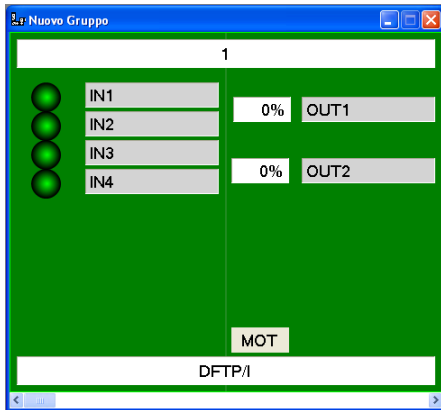 Nuovo Gruppo
1
IN1
IN2
IN3
IN4
0% OUT1
0% OUT2
MOT
DFTP/I